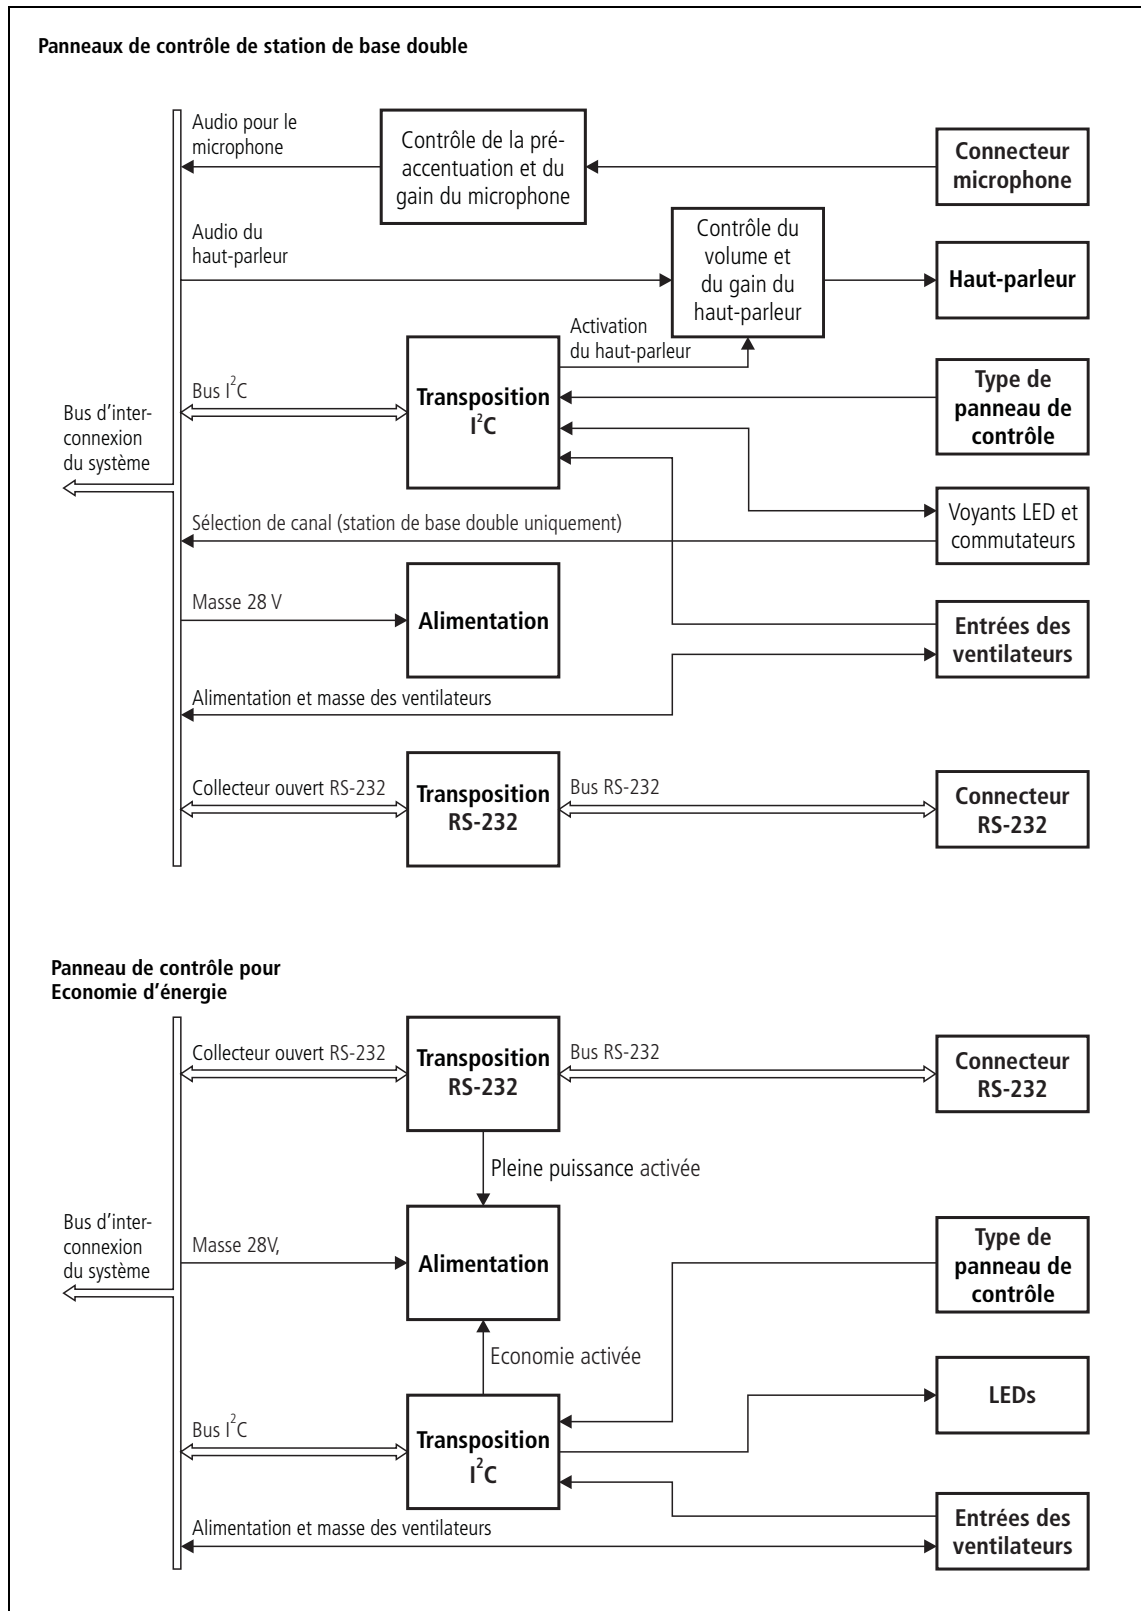 Panneaux de contrôle de station de base double
Audio pour le
microphone
Contrôle de la pré-
accentuation et du
gain du microphone
Connecteur
microphone
Audio du
haut-parleur
Contrôle du
volume et
du gain du
haut-parleur
Haut-parleur
Activation
du haut-parleur
Bus I²C
Transposition
I²C
Type de
panneau de
contrôle
Bus d'inter-
connexion
du système
Voyants LED et
commutateurs
Sélection de canal (station de base double uniquement)
Masse 28 V
Alimentation
Entrées des
ventilateurs
Alimentation et masse des ventilateurs
Collecteur ouvert RS-232
Transposition
RS-232
Bus RS-232
Connecteur
RS-232
Panneau de contrôle pour
Economie d'énergie
Collecteur ouvert RS-232
Transposition
RS-232
Bus RS-232
Connecteur
RS-232
Pleine puissance activée
Bus d'inter-
connexion
du système
Masse 28V,
Alimentation
Type de
panneau de
contrôle
Economie activée
LEDs
Bus I²C
Transposition
I²C
Alimentation et masse des ventilateurs
Entrées des
ventilateurs